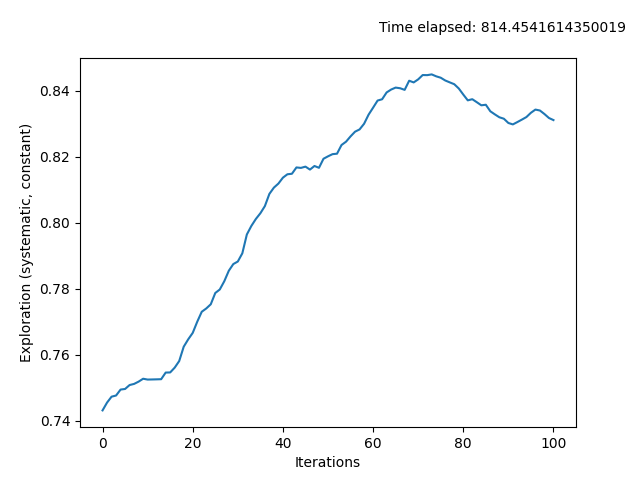 Time elapsed: 814.4541614350019
0.84
0.82
0.80
0.78
0.76
0.74
Exploration (systematic, constant)
0 20 40 60 80 100
Iterations